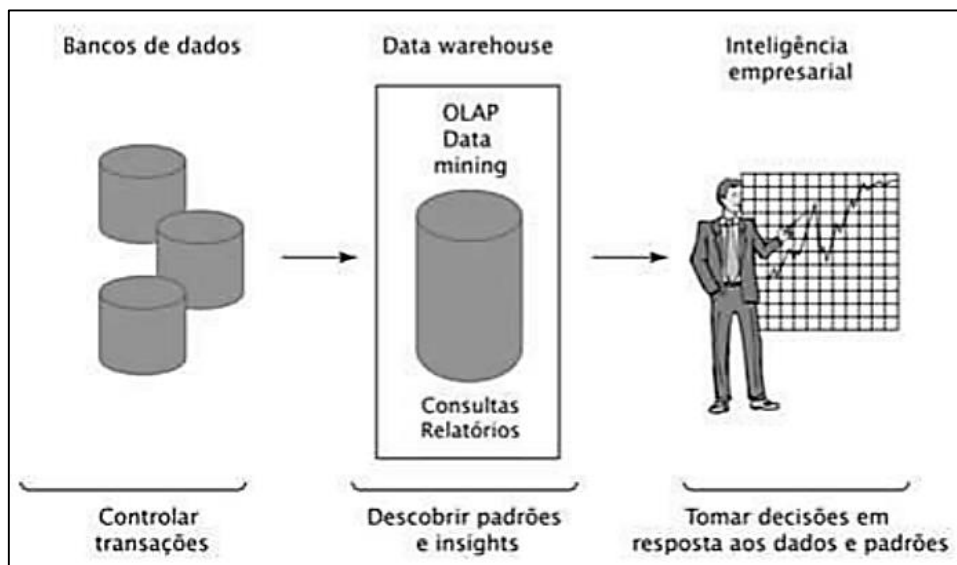 Bancos de dados
Data warehouse
Inteligência
empresarial
OLAP
Data
mining
Consultas
Relatórios
Controlar
transações
Descobrir padrões
e insights
Tomar decisões em
resposta aos dados e padrões